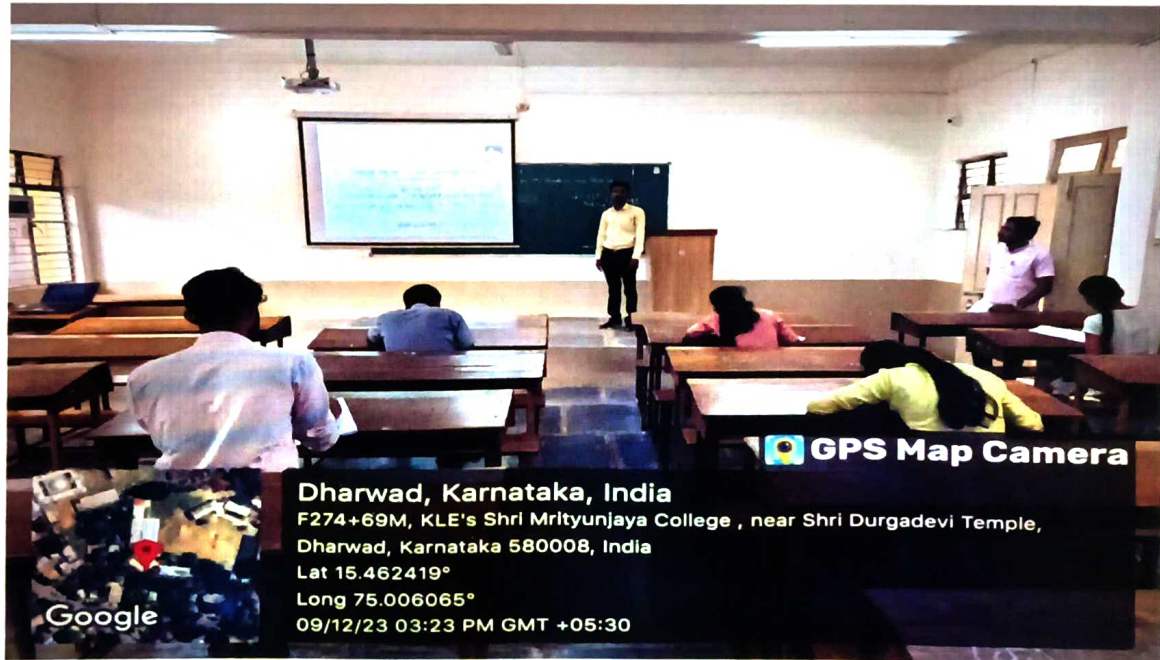 GPS Map Camera
Dharwad, Karnataka, India
F274+69M, KLE's Shri Mrityunjaya College , near Shri Durgadevi Temple,
Dharwad, Karnataka 580008, India
Lat 15.462419°
Long 75.006065°
09/12/23 03:23 PM GMT +05:30
Google